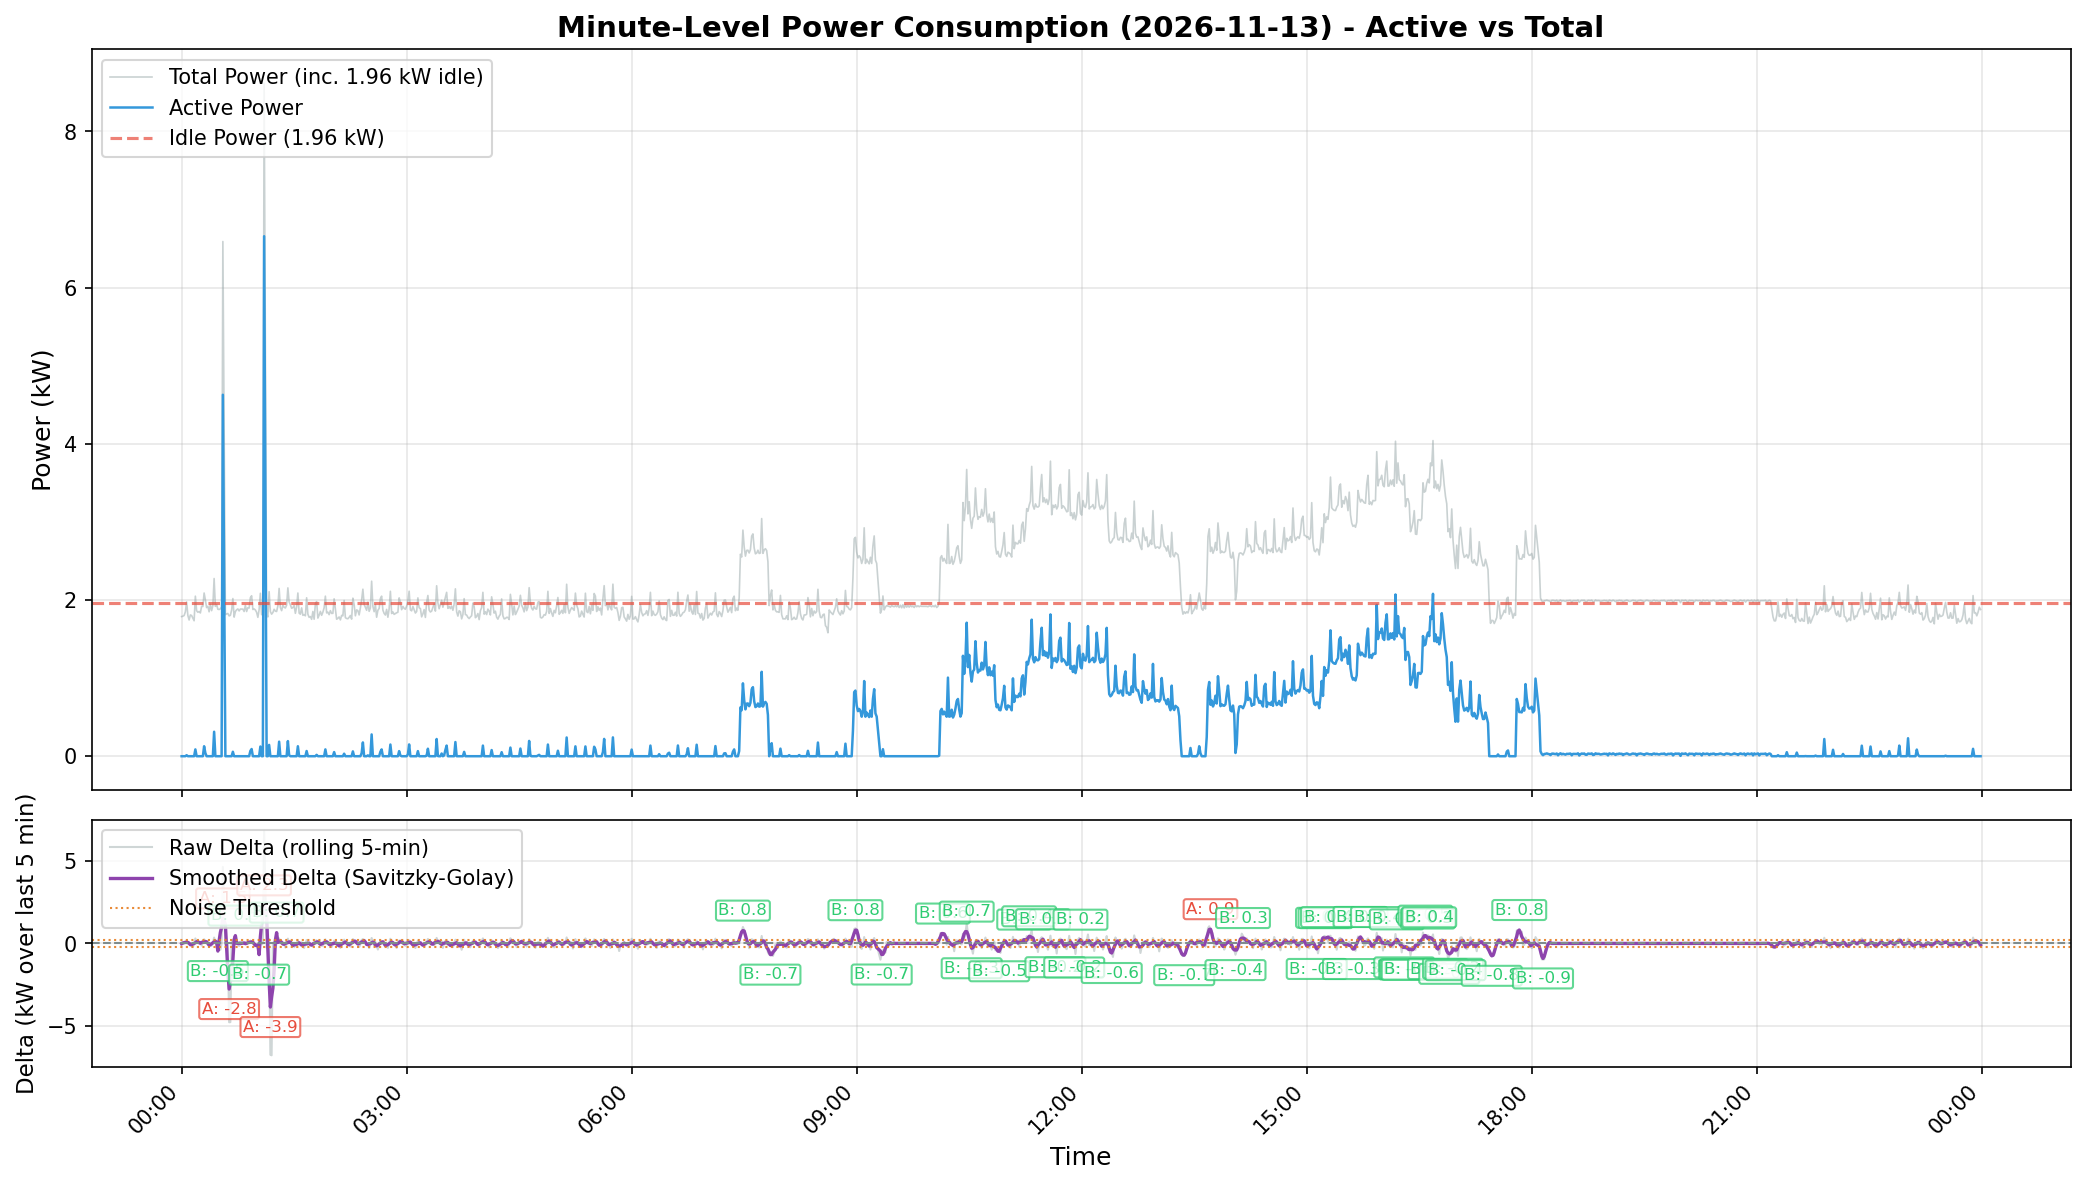 Minute-Level Power Consumption (2026-11-13) - Active vs Total
Total Power (inc. 1.96 kW idle)
Active Power
Idle Power (1.96 kW)
Power (kW)
8
6
4
2
0
Raw Delta (rolling 5-min)
Smoothed Delta (Savitzky-Golay)
Noise Threshold
Delta (kW over last 5 min)
5
0
−5
B: 0.8
B: 0.8
B: 0.7
B: 0.2
A: 0.9
B: 0.3
B: 0.4
B: 0.8
B: -0.7
A: -2.8
A: -3.9
B: -0.7
B: -0.7
B: -0.5
B: -0.6
B: -0.4
B: -0.9
00:00
03:00
06:00
09:00
12:00
15:00
18:00
21:00
00:00
Time